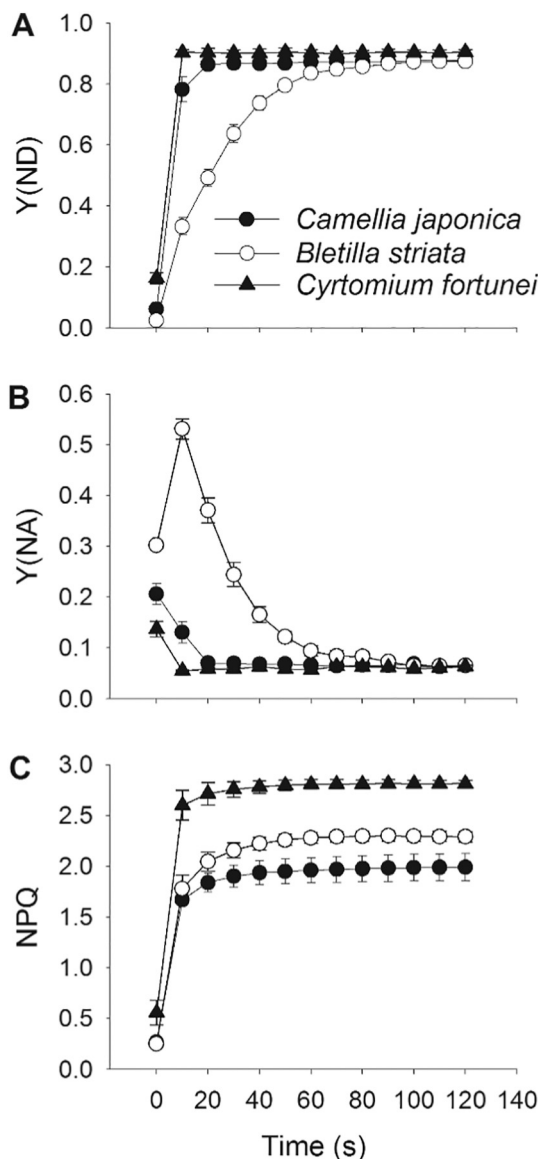 A
1.0
0.8
0.6
0.4
0.2
0.0
Y(ND)
Camellia japonica
Bletilla striata
Cyrtomium fortunei
B
0.6
0.5
0.4
0.3
0.2
0.1
0.0
Y(NA)
C
3.0
2.5
2.0
1.5
1.0
0.5
0.0
NPQ
0 20 40 60 80 100 120 140
Time (s)